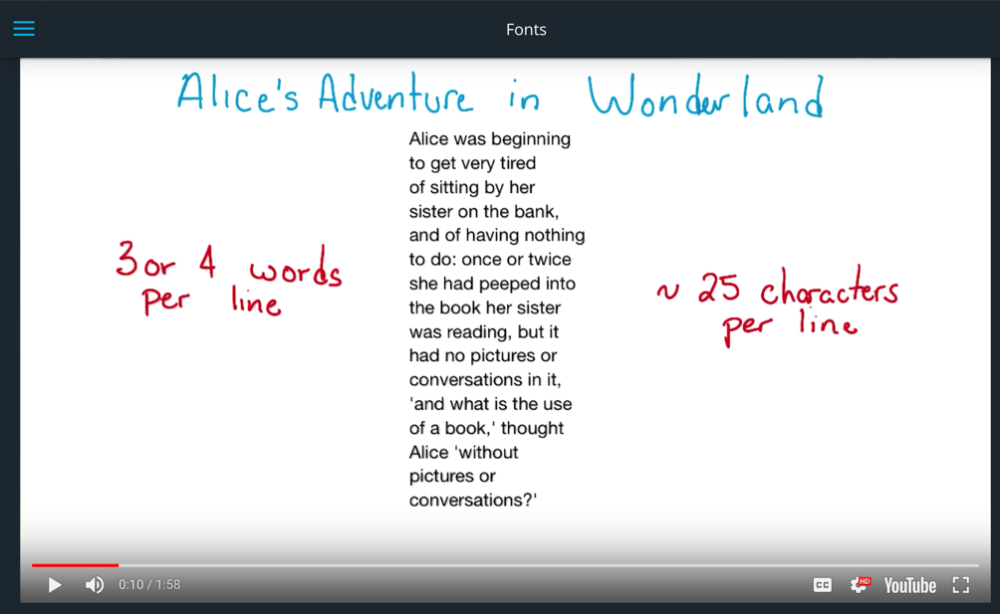 Fonts
Alice's Adventure in Wonderland
Alice was beginning
to get very tired
of sitting by her
sister on the bank,
and of having nothing
to do: once or twice
she had peeped into
the book her sister
was reading, but it
had no pictures or
conversations in it,
'and what is the use
of a book,' thought
Alice 'without
pictures or
conversations?'
3 or 4 words
per line
~ 25 characters
per line
0:10 / 1:58
CC
HD
YouTube